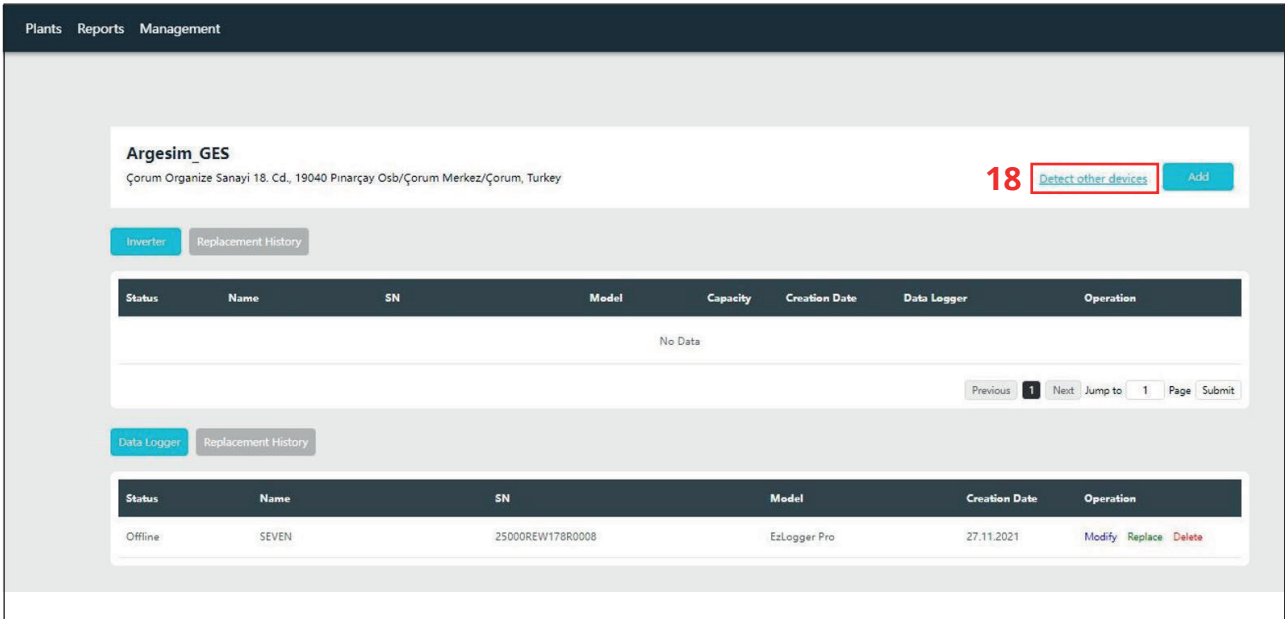 Plants Reports Management
Argesim_GES
Çorum Organize Sanayi 18. Cd., 19040 Pınarçay Osb/Çorum Merkez/Çorum, Turkey
18 Detect other devices Add
Inverter Replacement History
Status Name SN Model Capacity Creation Date Data Logger Operation
No Data
Previous 1 Next Jump to 1 Page Submit
Data Logger Replacement History
Status Name SN Model Creation Date Operation
Offline SEVEN 25000REW178R0008 EzLogger Pro 27.11.2021 Modify Replace Delete